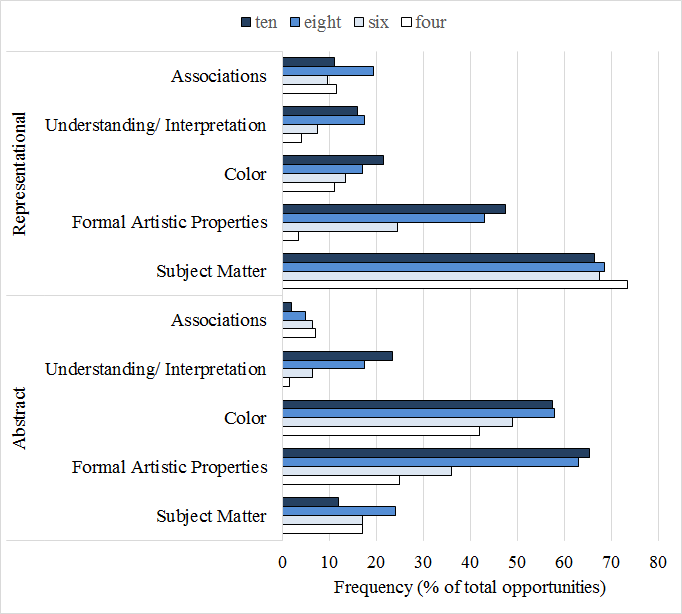 ten eight six four
Representational
Associations
Understanding/ Interpretation
Color
Formal Artistic Properties
Subject Matter
Abstract
Associations
Understanding/ Interpretation
Color
Formal Artistic Properties
Subject Matter
0 10 20 30 40 50 60 70 80
Frequency (% of total opportunities)